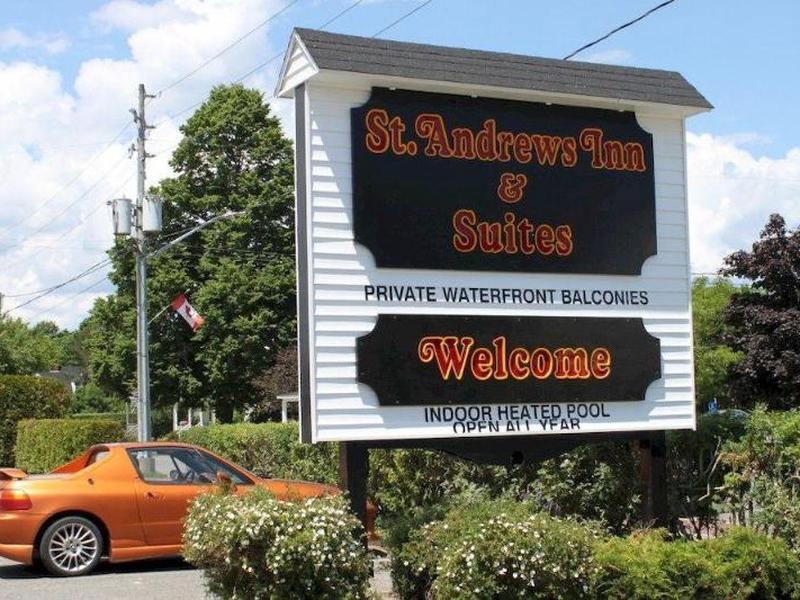 St. Andrews Inn
&
Suites
PRIVATE WATERFRONT BALCONIES
Welcome
INDOOR HEATED POOL
OPEN ALL YEAR